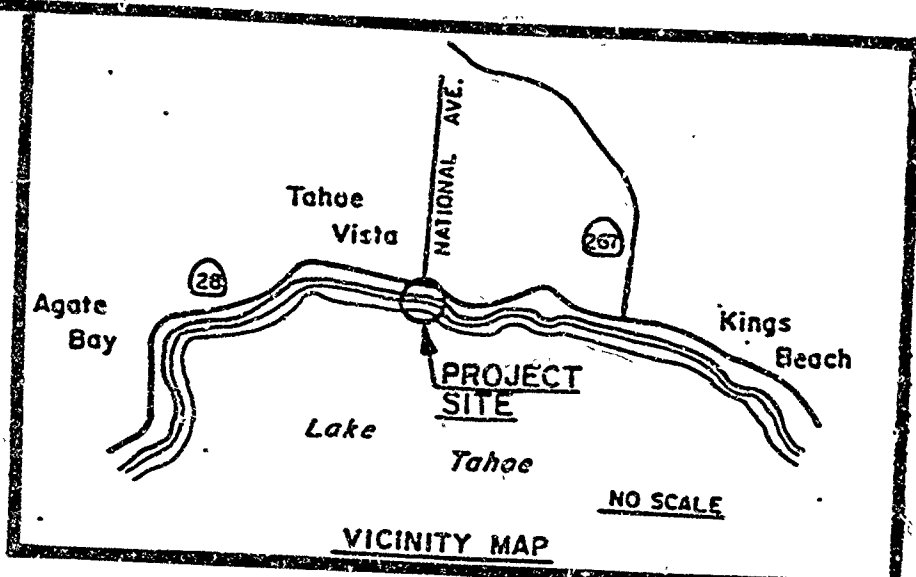 NATIONAL AVE.
Tahoe
Vista
267
28
Agate
Bay
Kings
Beach
PROJECT
SITE
Lake
Tahoe
NO SCALE
VICINITY MAP